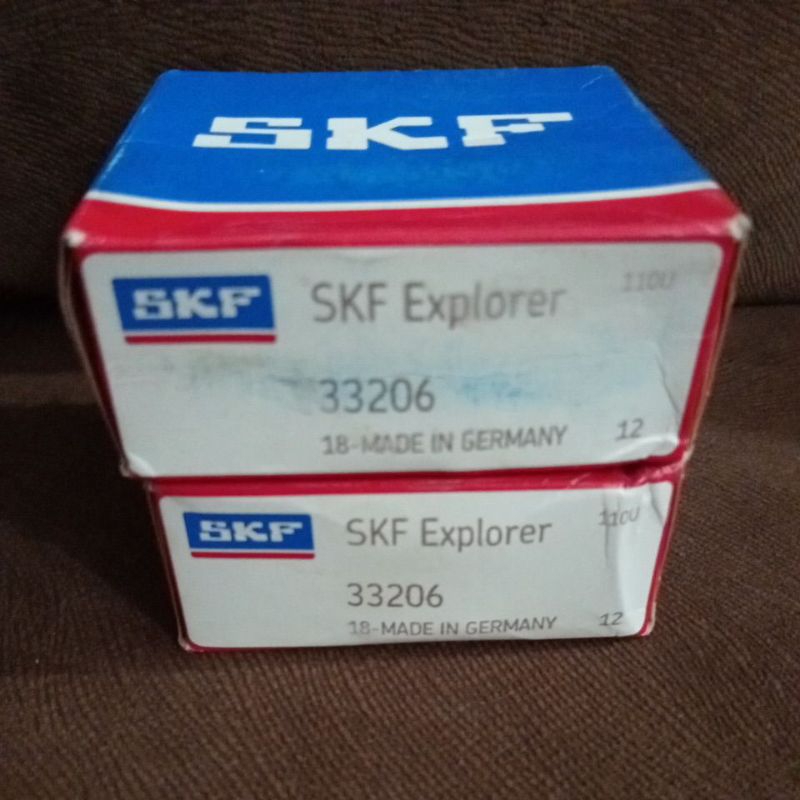 SKF
SKF SKF Explorer 110U
33206
18-MADE IN GERMANY 12
SKF SKF Explorer 110U
33206
18-MADE IN GERMANY 12